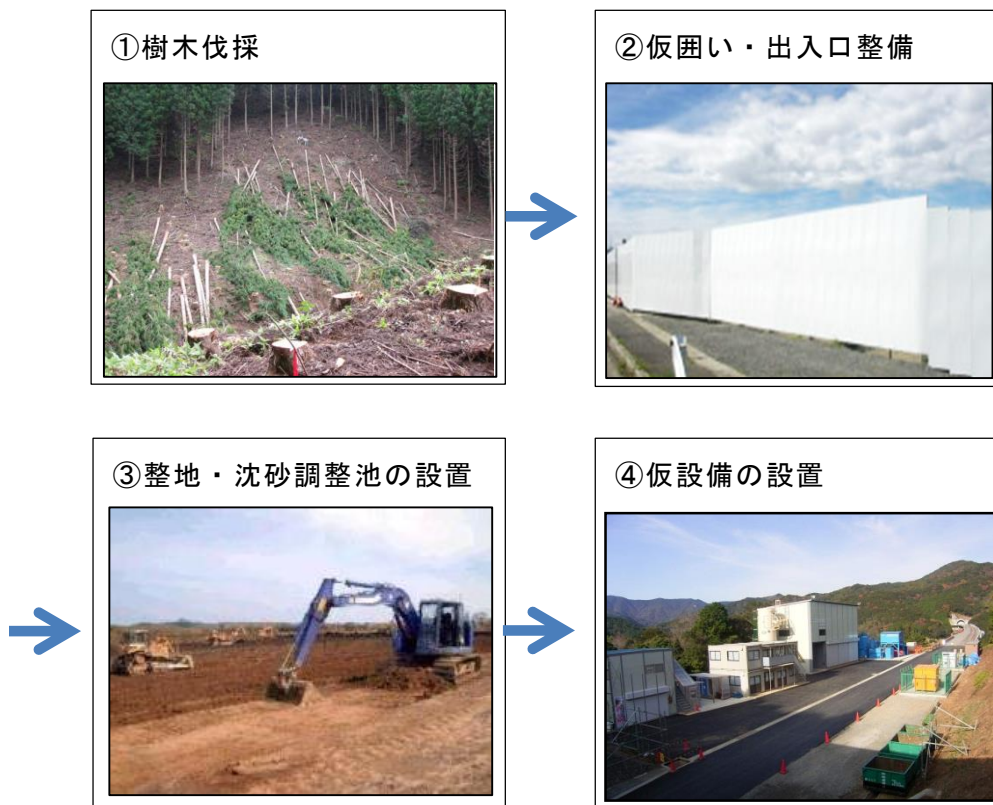 ①樹木伐採
②仮囲い・出入口整備
③整地・沈砂調整池の設置
④仮設備の設置